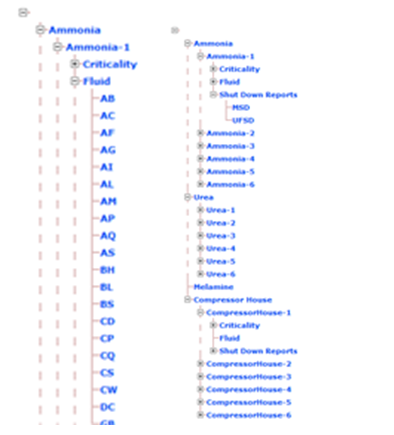 Ammonia
Ammonia-1
Criticality
Fluid
AB
AC
AF
AG
AI
AL
AM
AP
AQ
AS
BH
BL
BS
CD
CP
CQ
CS
CW
DC
GB
Ammonia
Ammonia-1
Criticality
Fluid
Shut Down Reports
MSD
UFSD
Ammonia-2
Ammonia-3
Ammonia-4
Ammonia-5
Ammonia-6
Urea
Urea-1
Urea-2
Urea-3
Urea-4
Urea-5
Urea-6
Melamine
Compressor House
CompressorHouse-1
Criticality
Fluid
Shut Down Reports
CompressorHouse-2
CompressorHouse-3
CompressorHouse-4
CompressorHouse-5
CompressorHouse-6